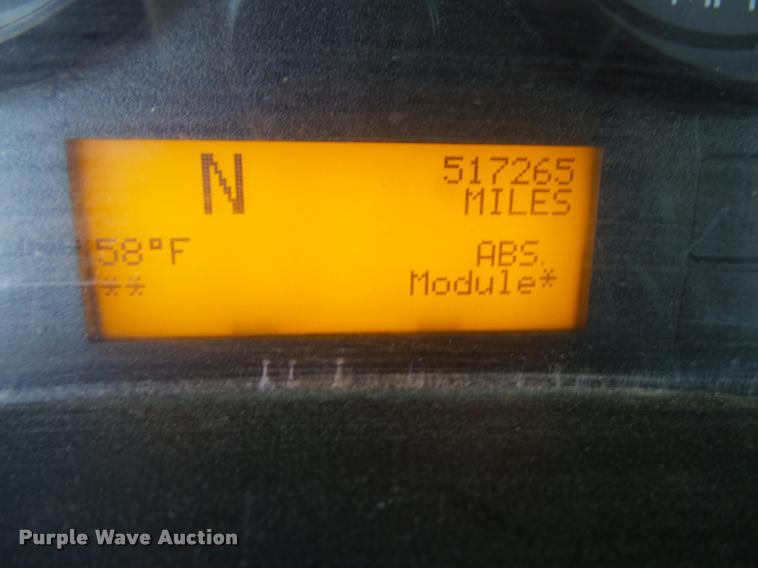 N
517265
MILES
58°F
**
ABS.
Module*
Purple Wave Auction